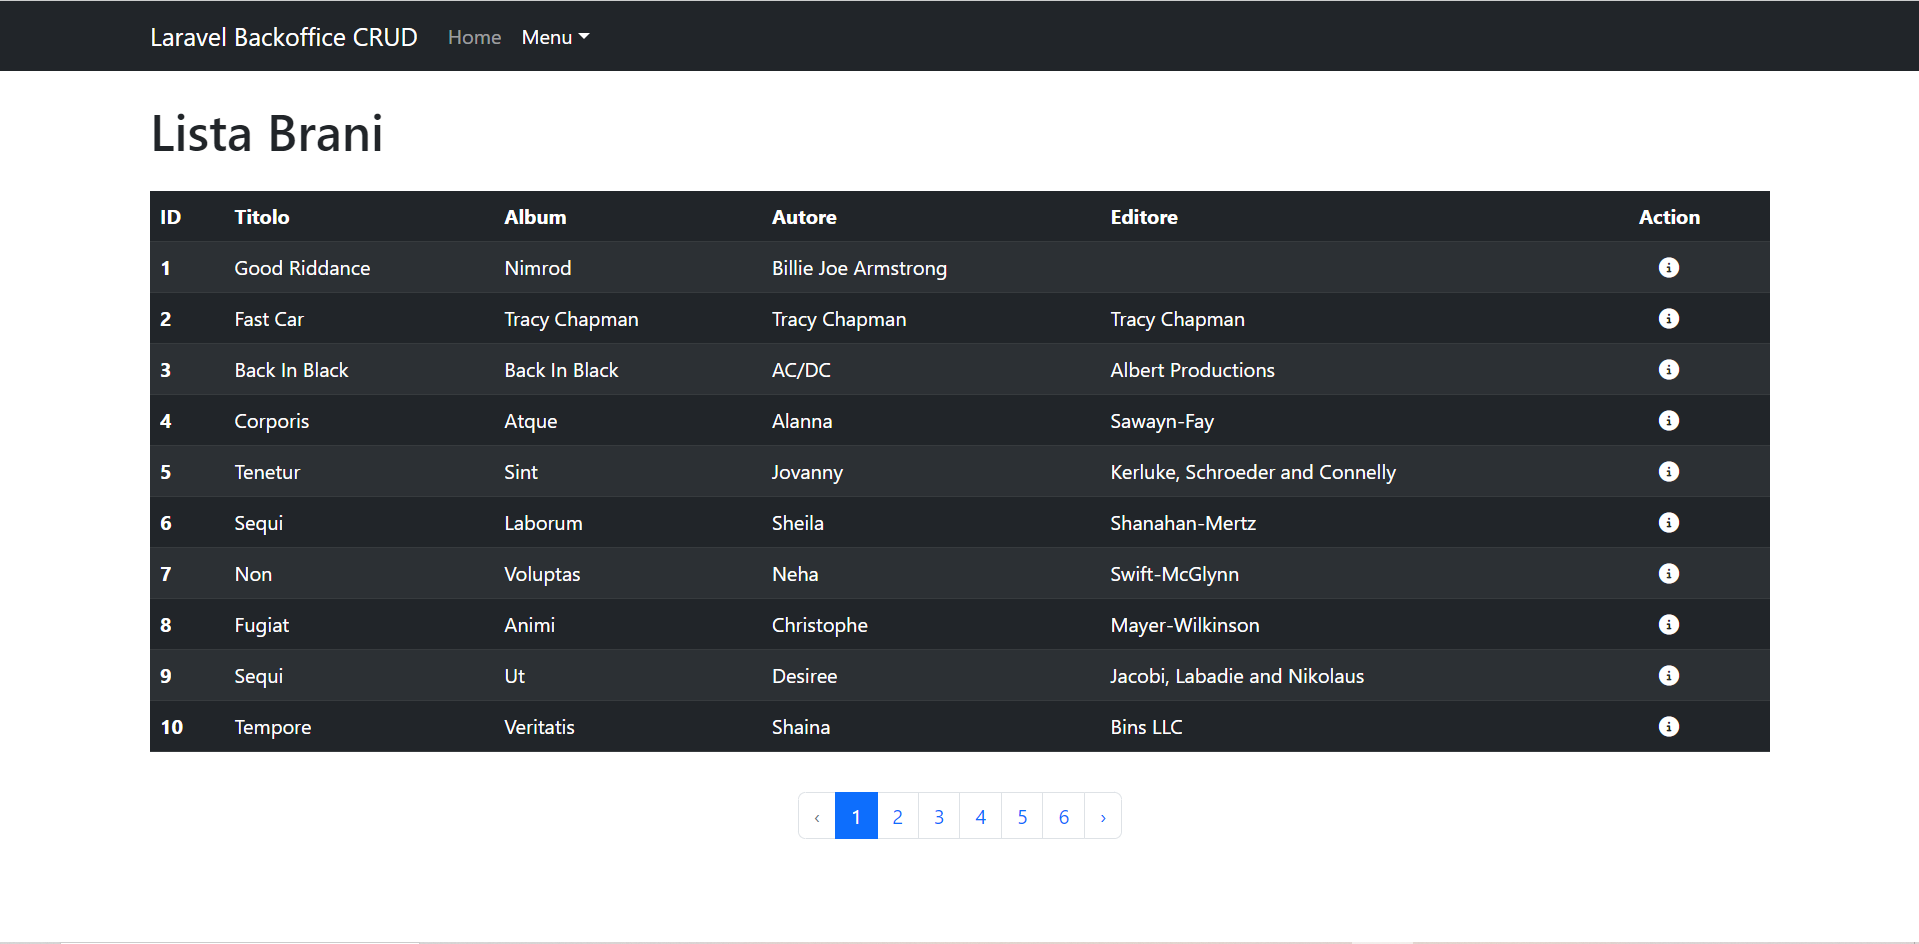 Laravel Backoffice CRUD Home Menu
Lista Brani
ID Titolo Album Autore Editore Action
1 Good Riddance Nimrod Billie Joe Armstrong
2 Fast Car Tracy Chapman Tracy Chapman Tracy Chapman
3 Back In Black Back In Black AC/DC Albert Productions
4 Corporis Atque Alanna Sawayn-Fay
5 Tenetur Sint Jovanny Kerluke, Schroeder and Connelly
6 Sequi Laborum Sheila Shanahan-Mertz
7 Non Voluptas Neha Swift-McGlynn
8 Fugiat Animi Christophe Mayer-Wilkinson
9 Sequi Ut Desiree Jacobi, Labadie and Nikolaus
10 Tempore Veritatis Shaina Bins LLC
‹ 1 2 3 4 5 6 ›